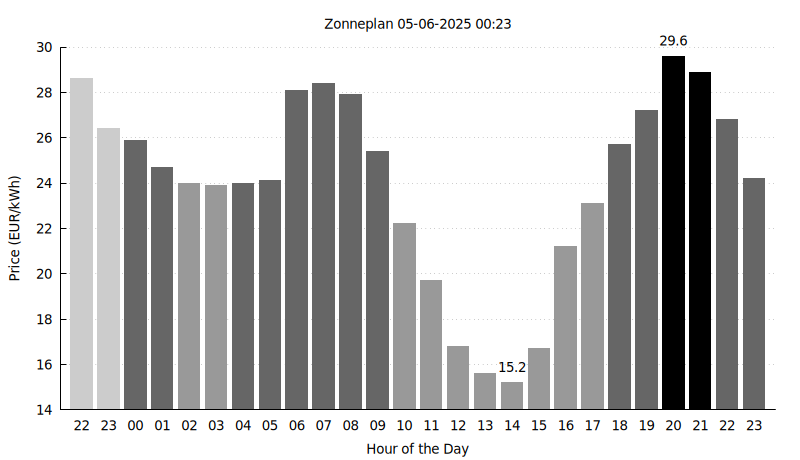 Zonneplan 05-06-2025 00:23
29.6
30
28
26
24
22
20
18
16
14
15.2
Price (EUR/kWh)
22 23 00 01 02 03 04 05 06 07 08 09 10 11 12 13 14 15 16 17 18 19 20 21 22 23
Hour of the Day